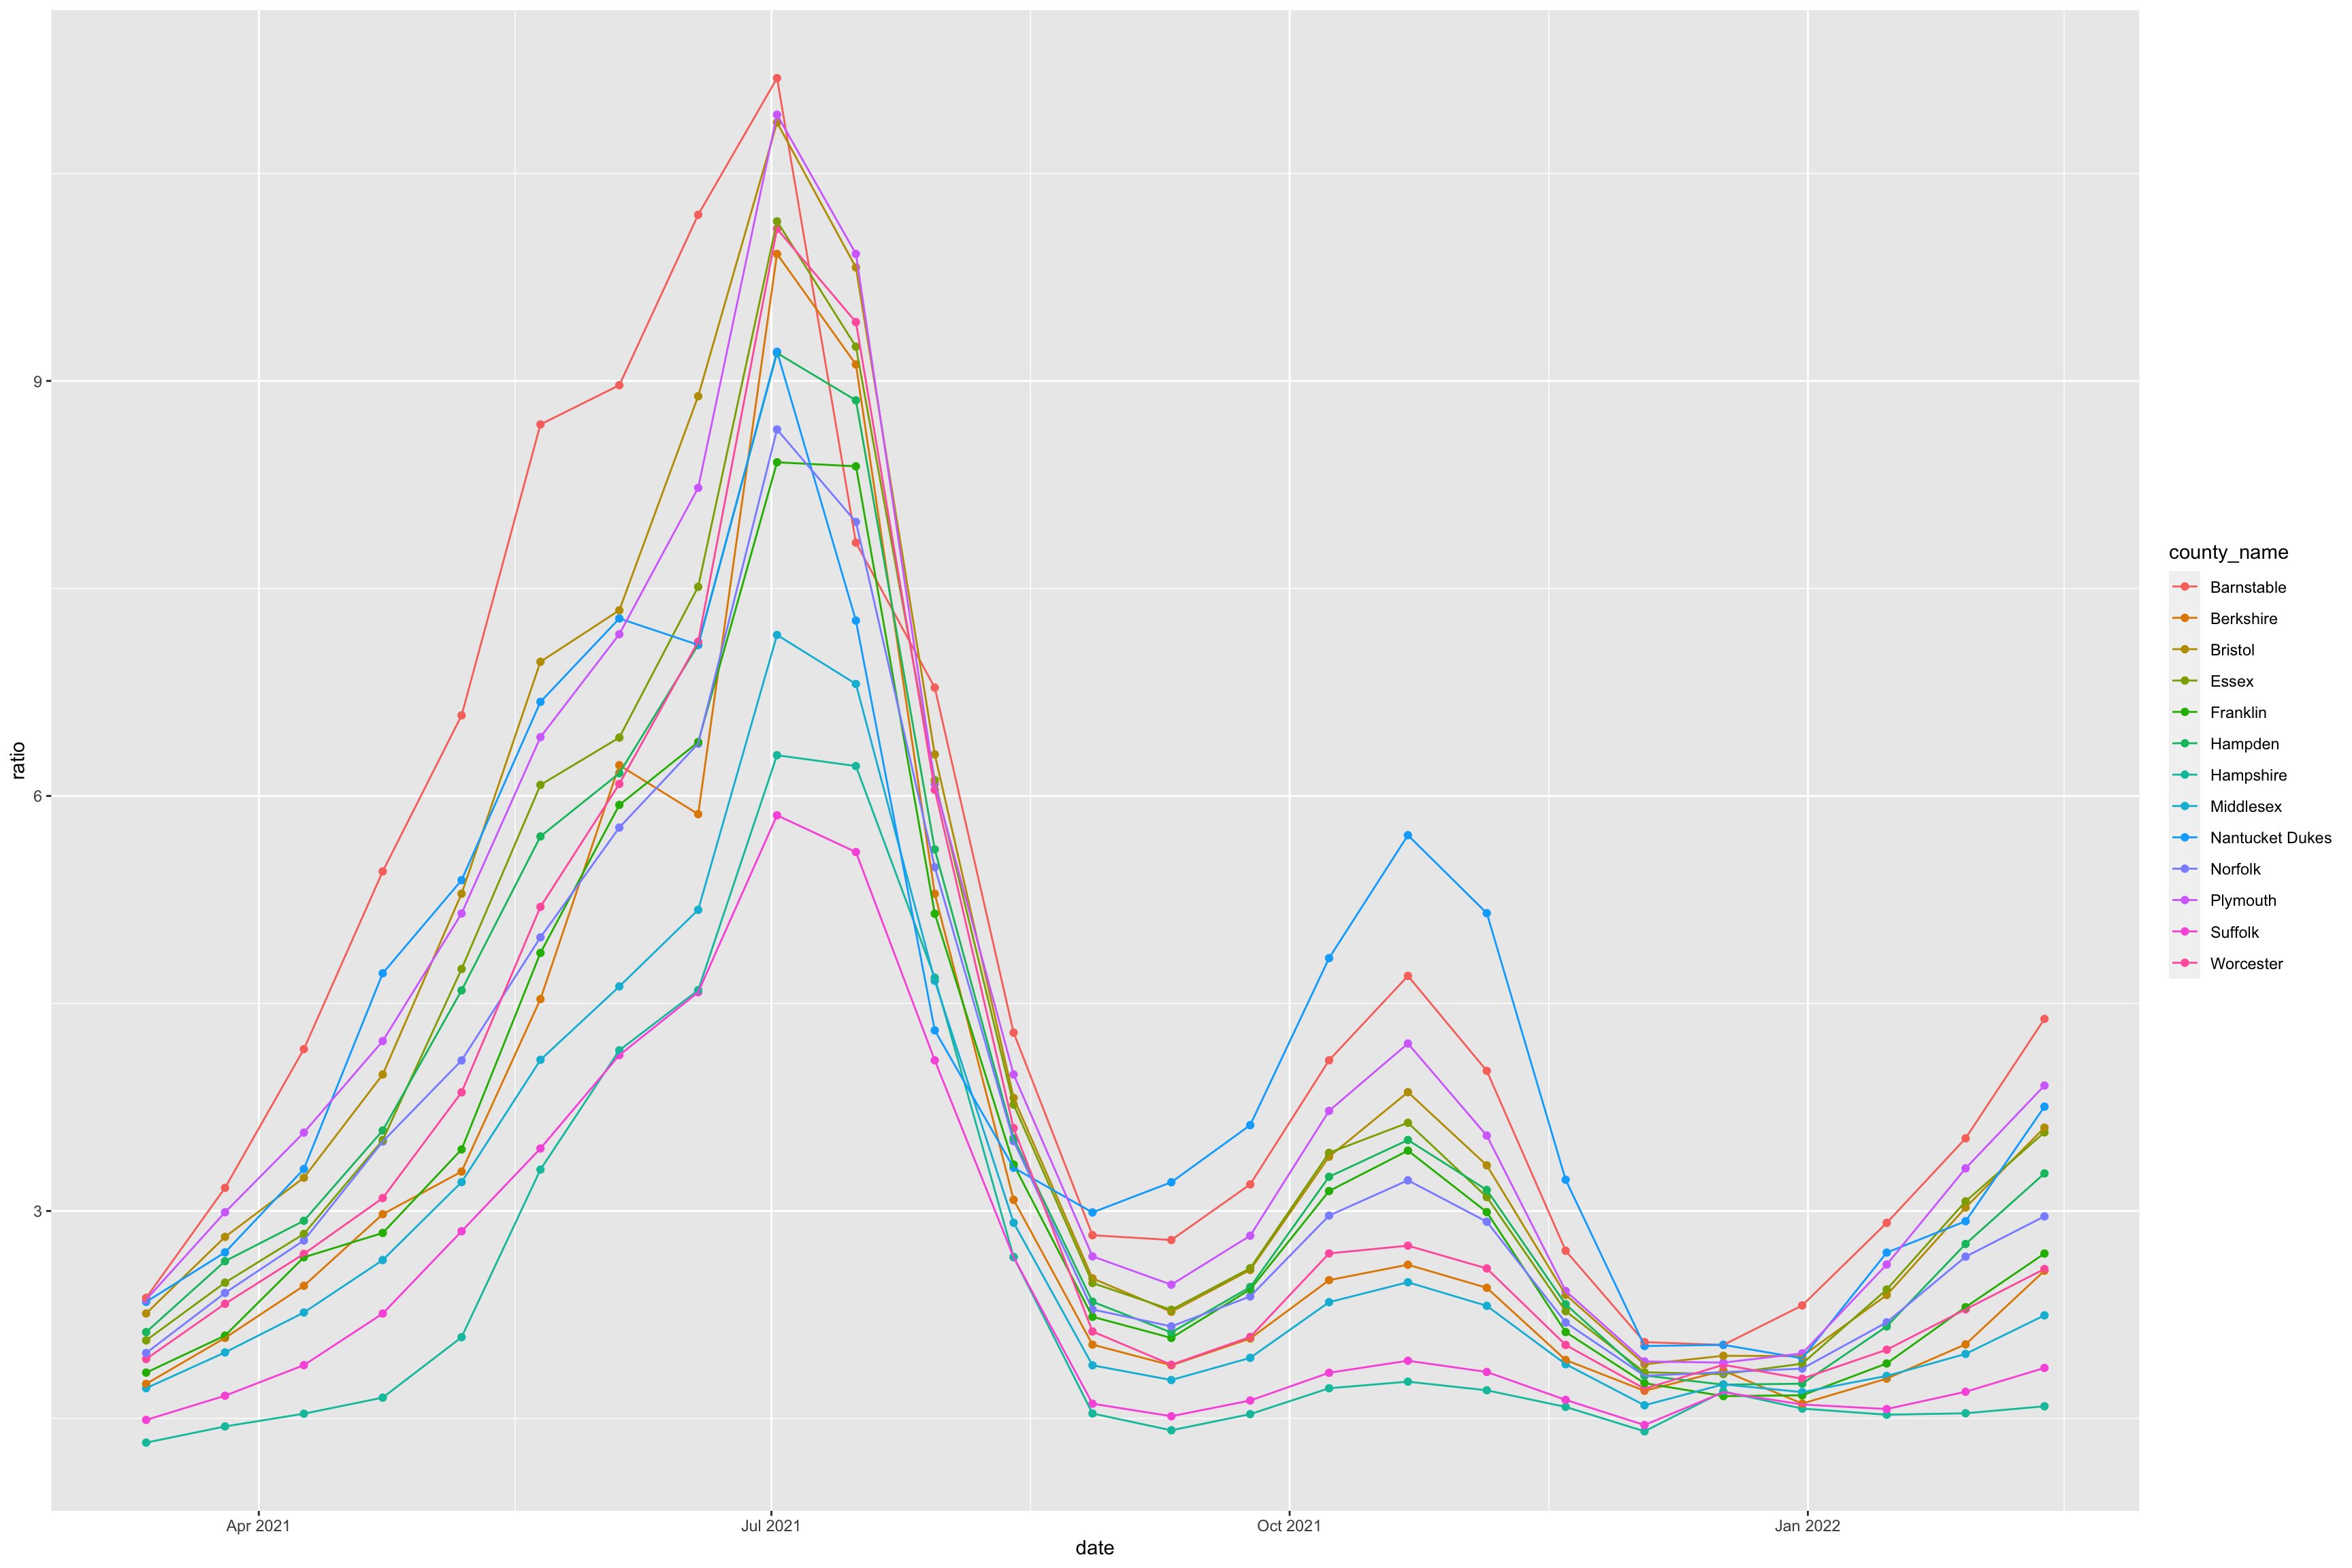 9
6
3
ratio
Apr 2021
Jul 2021
Oct 2021
Jan 2022
date
county_name
Barnstable
Berkshire
Bristol
Essex
Franklin
Hampden
Hampshire
Middlesex
Nantucket Dukes
Norfolk
Plymouth
Suffolk
Worcester